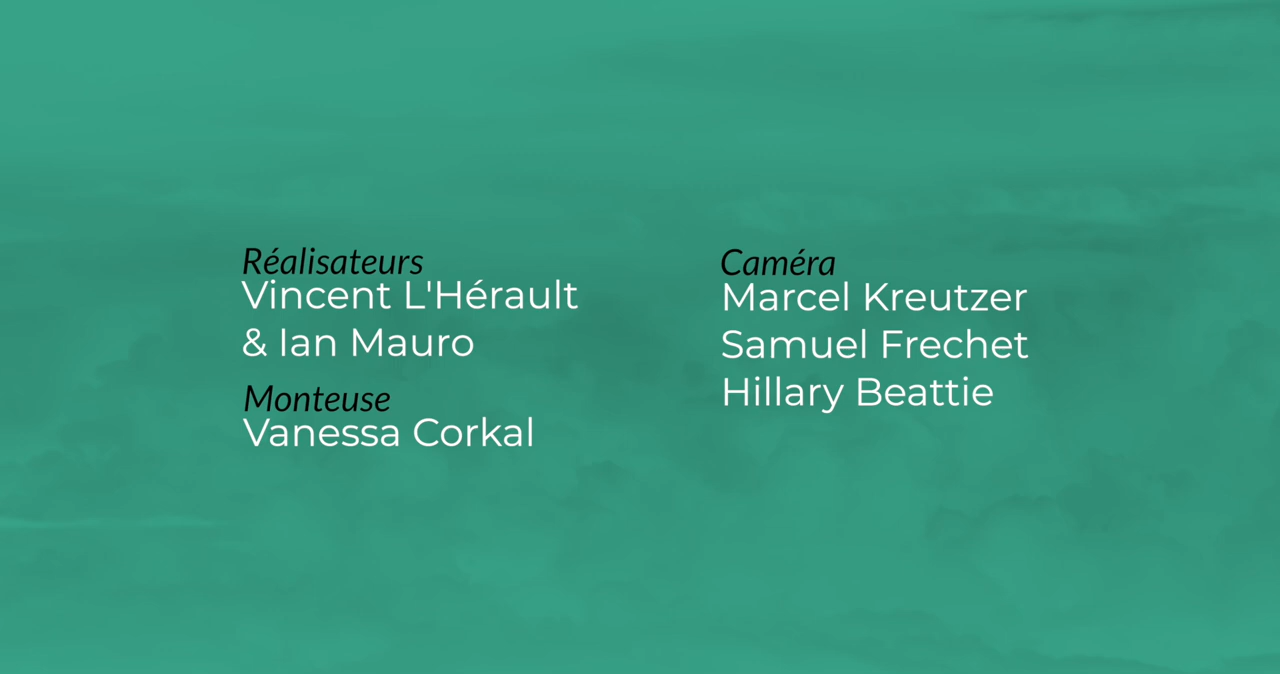 Réalisateurs
Vincent L'Hérault
& Ian Mauro
Monteuse
Vanessa Corkal
Caméra
Marcel Kreutzer
Samuel Frechet
Hillary Beattie